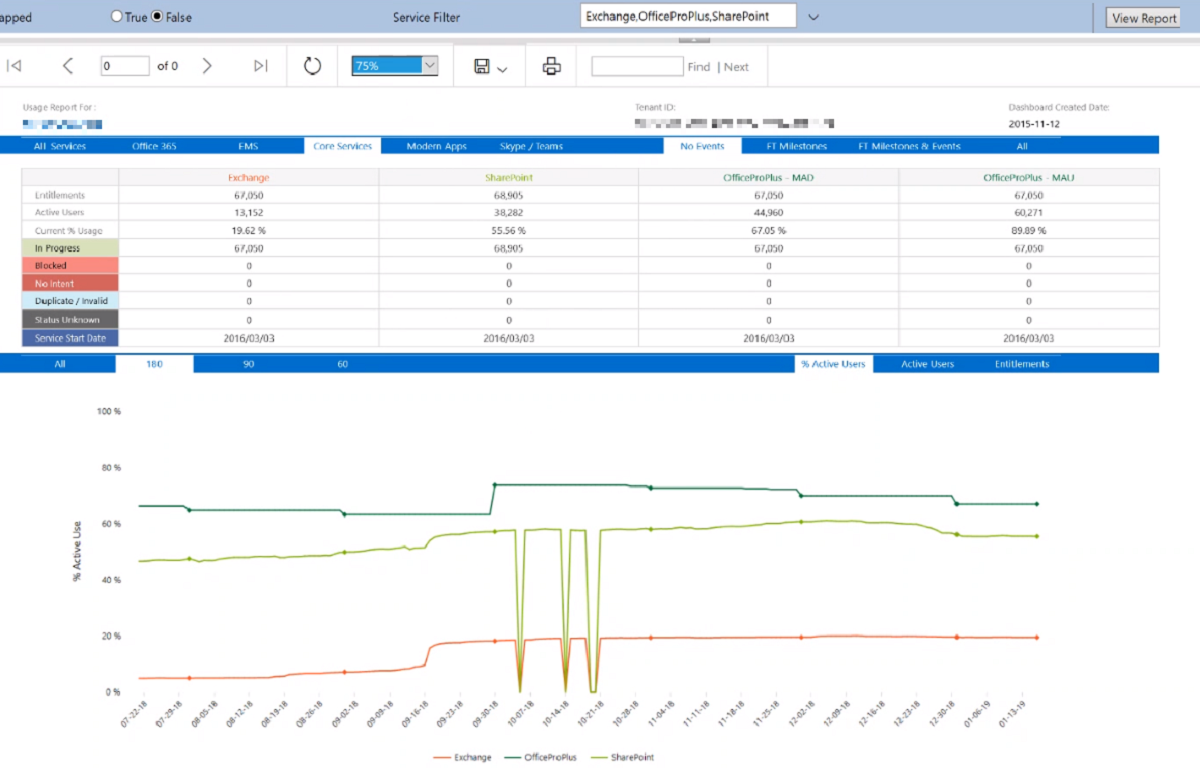 apped True False Service Filter Exchange,OfficeProPlus,SharePoint View Report
0 of 0 75% Find | Next
Usage Report For : Tenant ID: Dashboard Created Date:
2015-11-12
All Services Office 365 EMS Core Services Modern Apps Skype / Teams No Events FT Milestones FT Milestones & Events All
Exchange SharePoint OfficeProPlus - MAD OfficeProPlus - MAU
Entitlements 67,050 68,905 67,050 67,050
Active Users 13,152 38,282 44,960 60,271
Current % Usage 19.62 % 55.56 % 67.05 % 89.89 %
In Progress 67,050 68,905 67,050 67,050
Blocked 0 0 0 0
No Intent 0 0 0 0
Duplicate / Invalid 0 0 0 0
Status Unknown 0 0 0 0
Service Start Date 2016/03/03 2016/03/03 2016/03/03 2016/03/03
All 180 90 60 % Active Users Active Users Entitlements
100 %
80 %
60 %
40 %
20 %
0 %
% Active Use
07-22-18 07-29-18 08-05-18 08-12-18 08-19-18 08-26-18 09-02-18 09-09-18 09-16-18 09-23-18 09-30-18 10-07-18 10-14-18 10-21-18 10-28-18 11-04-18 11-11-18 11-18-18 11-25-18 12-02-18 12-09-18 12-16-18 12-23-18 12-30-18 01-06-19 01-13-19
Exchange OfficeProPlus SharePoint